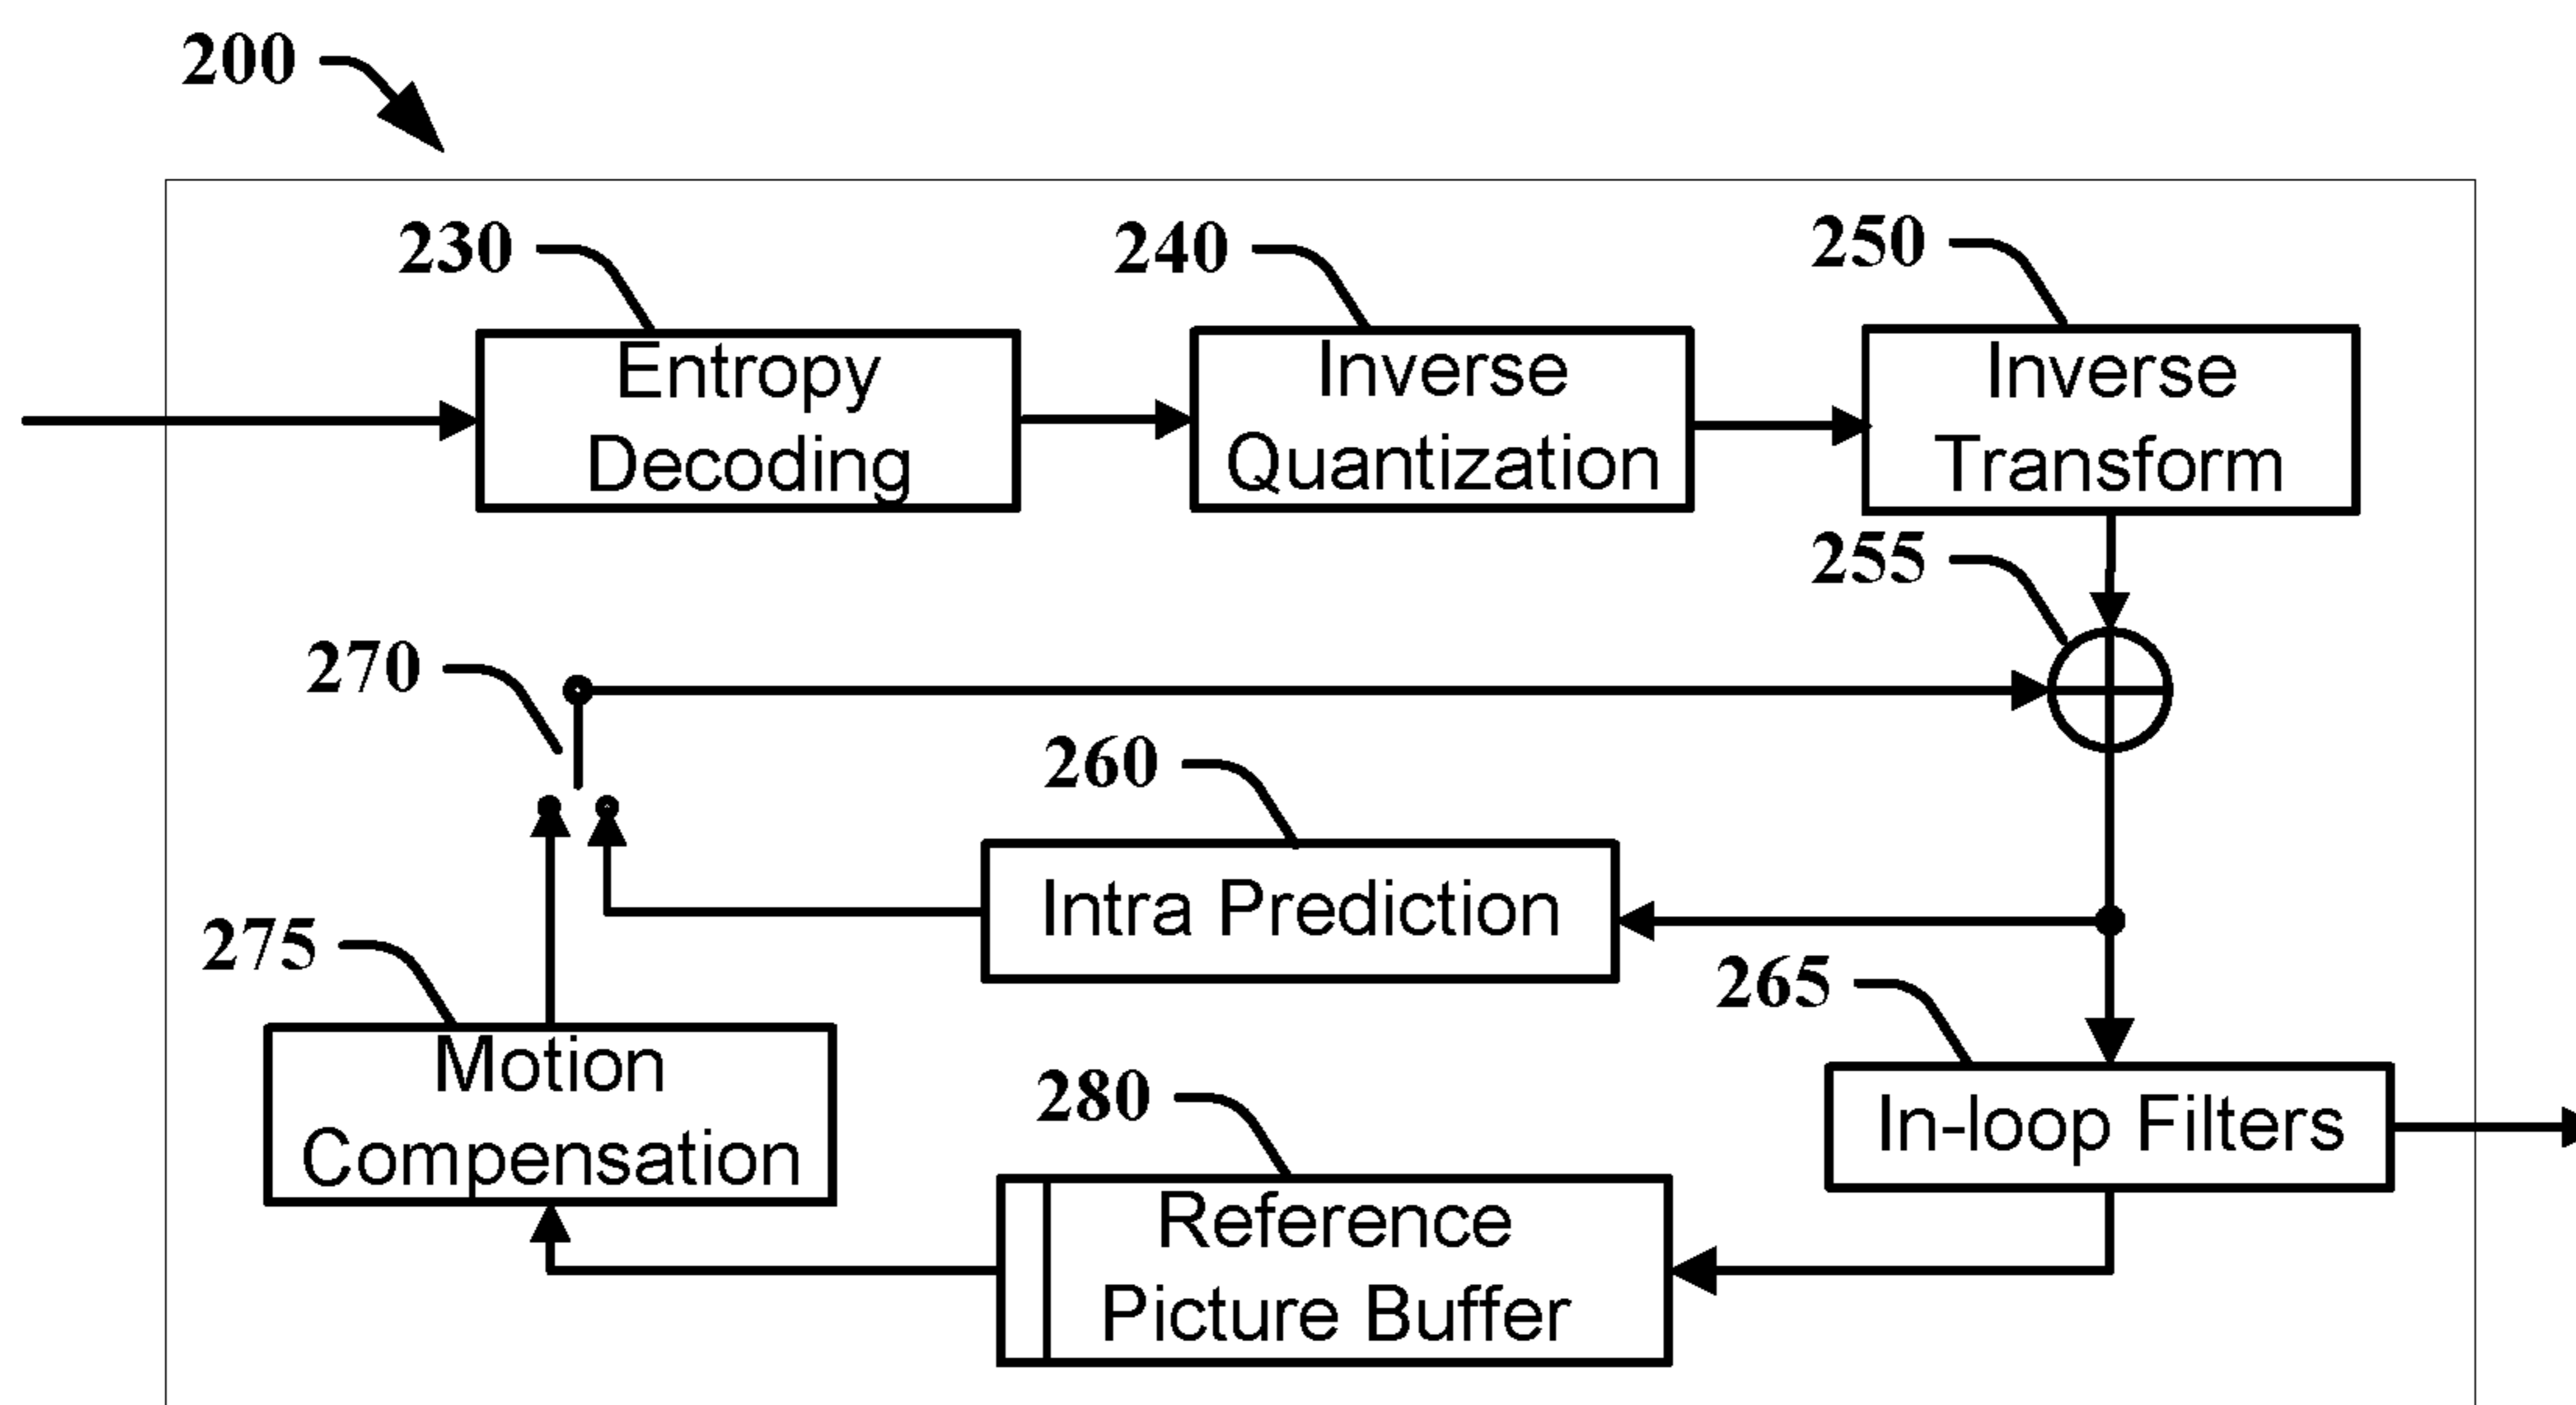 200
230
240
250
Entropy
Decoding
Inverse
Quantization
Inverse
Transform
255
270
260
Intra Prediction
275
265
Motion
Compensation
280
In-loop Filters
Reference
Picture Buffer